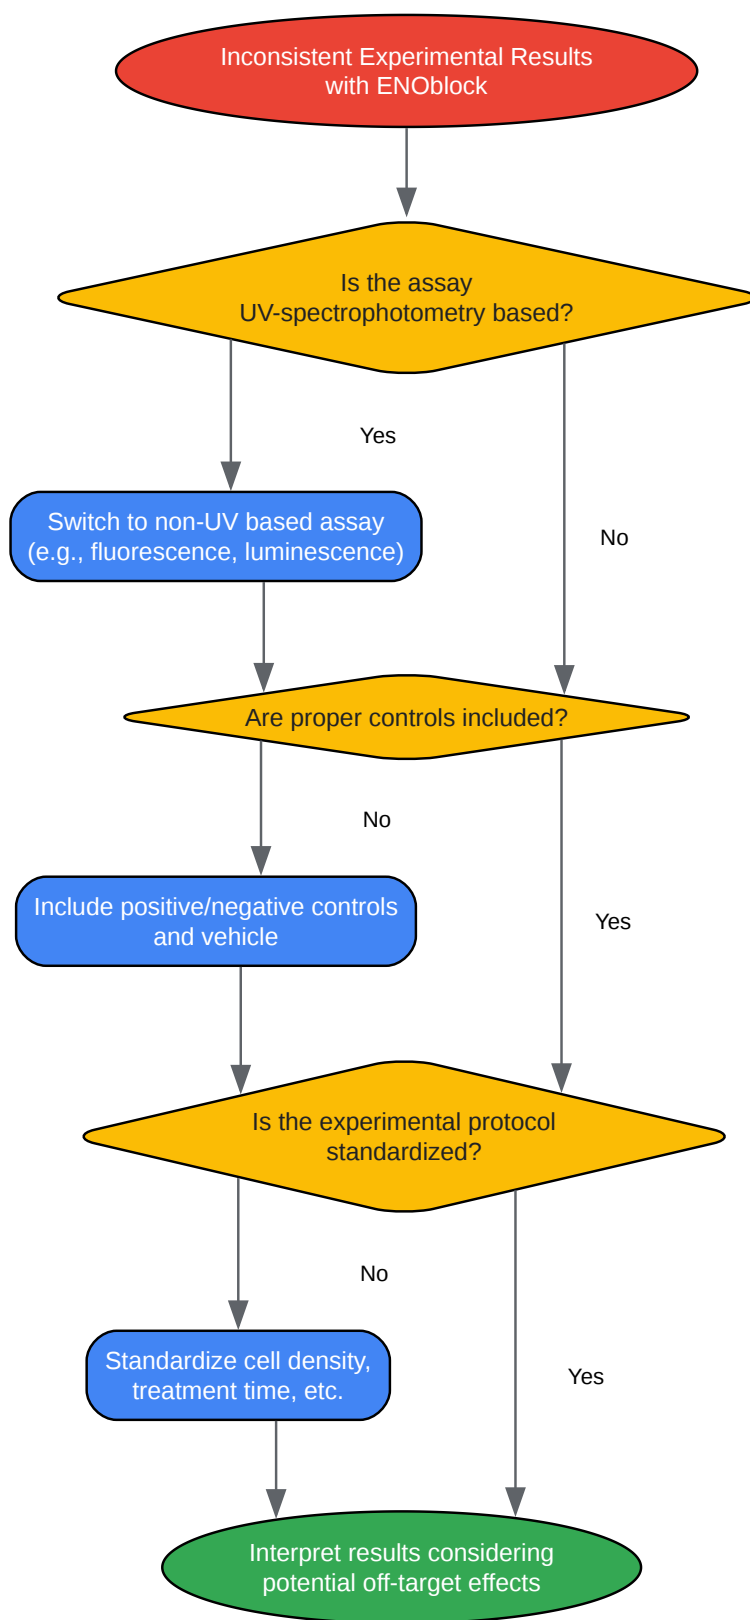 Inconsistent Experimental Results
with ENOblock
Is the assay
UV-spectrophotometry based?
Yes
Switch to non-UV based assay
(e.g., fluorescence, luminescence)
No
Are proper controls included?
No
Include positive/negative controls
and vehicle
Yes
Is the experimental protocol
standardized?
No
Standardize cell density,
treatment time, etc.
Yes
Interpret results considering
potential off-target effects